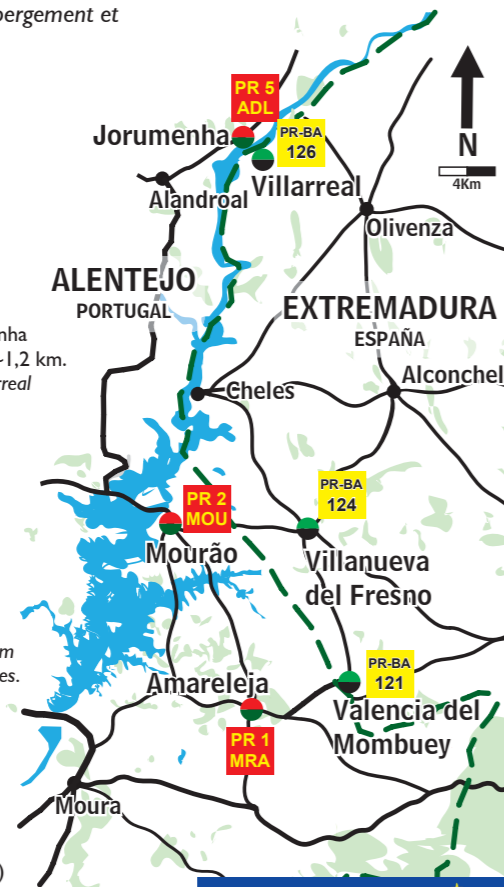 bergement et
PR 5
ADL
Jorumenha
PR-BA
126
Villarreal
N
4Km
Alandroal
Olivenza
ALENTEJO
PORTUGAL
EXTREMADURA
ESPAÑA
nha
1,2 km.
rreal
Cheles
Alconchel
PR 2
MOU
PR-BA
124
Mourão
Villanueva
del Fresno
m
es.
PR-BA
121
Amareleja
Valencia del
Mombuey
PR 1
MRA
Moura
)